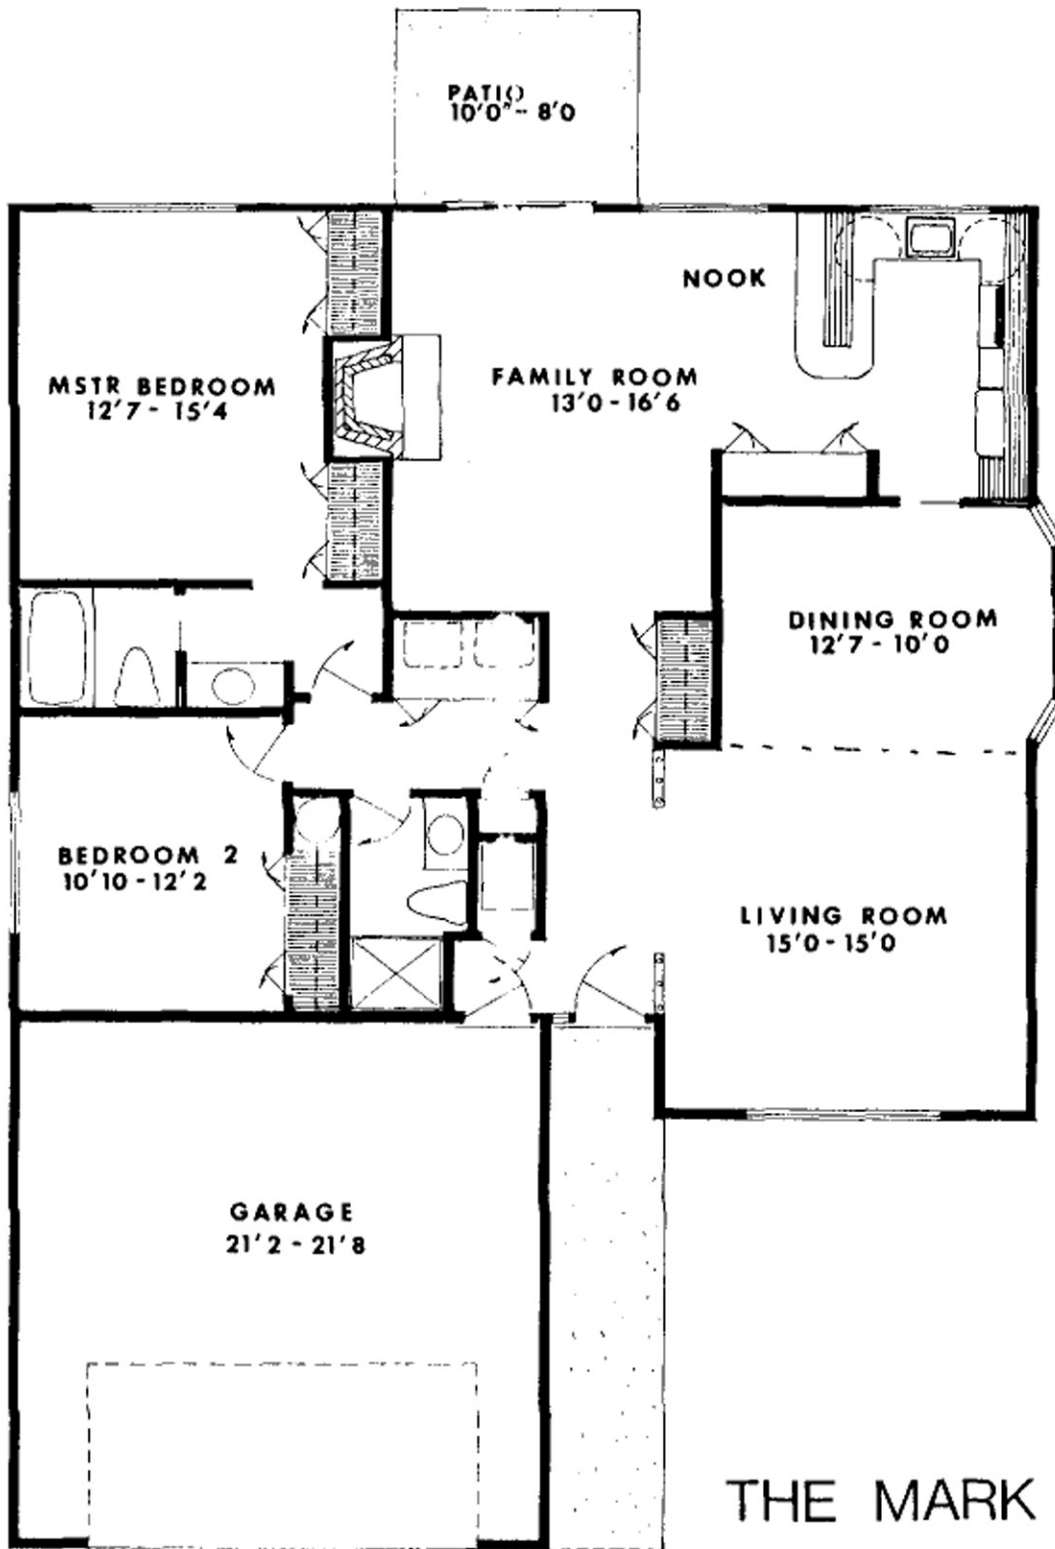 PATIO
10'0"- 8'0
NOOK
MSTR BEDROOM
12'7 - 15'4
FAMILY ROOM
13'0 - 16'6
DINING ROOM
12'7 - 10'0
BEDROOM 2
10'10 - 12'2
LIVING ROOM
15'0 - 15'0
GARAGE
21'2 - 21'8
THE MARK